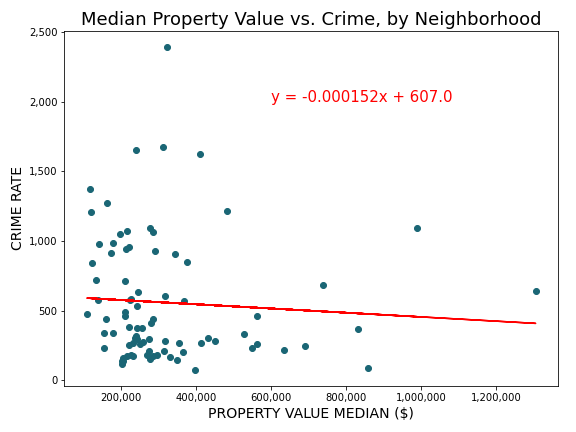 Median Property Value vs. Crime, by Neighborhood
2,500
2,000
1,500
1,000
500
0
CRIME RATE
y = -0.000152x + 607.0
200,000 400,000 600,000 800,000 1,000,000 1,200,000
PROPERTY VALUE MEDIAN ($)